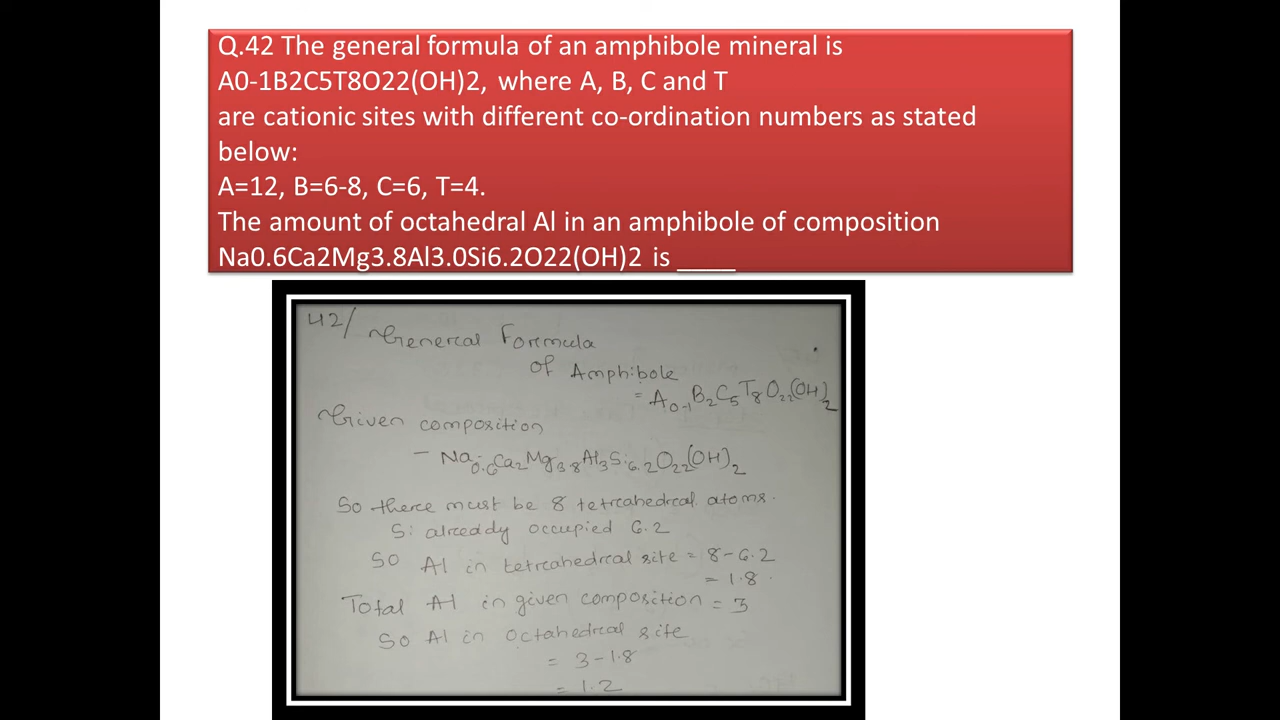 Q.42 The general formula of an amphibole mineral is
A0-1B2C5T8O22(OH)2, where A, B, C and T
are cationic sites with different co-ordination numbers as stated
below:
A=12, B=6-8, C=6, T=4.
The amount of octahedral Al in an amphibole of composition
Na0.6Ca2Mg3.8Al3.0Si6.2O22(OH)2 is ____
42/ General Formula
of Amphibole
= A0-1B2C5T8O22(OH)2
Given composition
- Na0.6Ca2Mg3.8Al3Si6.2O22(OH)2
So there must be 8 tetrahedral atoms.
Si already occupied 6.2
So Al in tetrahedral site = 8-6.2
= 1.8
Total Al in given composition = 3
So Al in octahedral site
= 3-1.8
= 1.2